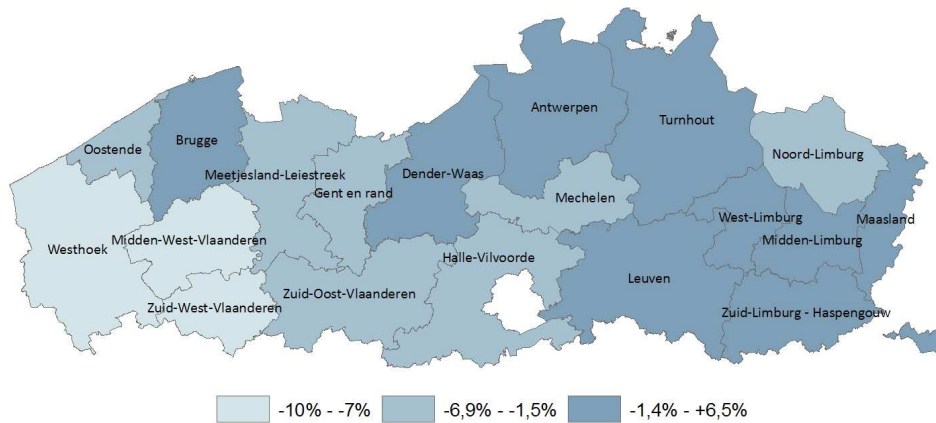 Antwerpen
Turnhout
Oostende
Brugge
Noord-Limburg
Meetjesland-Leiestreek
Gent en rand
Dender-Waas
Mechelen
West-Limburg
Maasland
Westhoek
Midden-West-Vlaanderen
Midden-Limburg
Halle-Vilvoorde
Leuven
Zuid-Oost-Vlaanderen
Zuid-West-Vlaanderen
Zuid-Limburg - Haspengouw
-10% - -7%
-6,9% - -1,5%
-1,4% - +6,5%